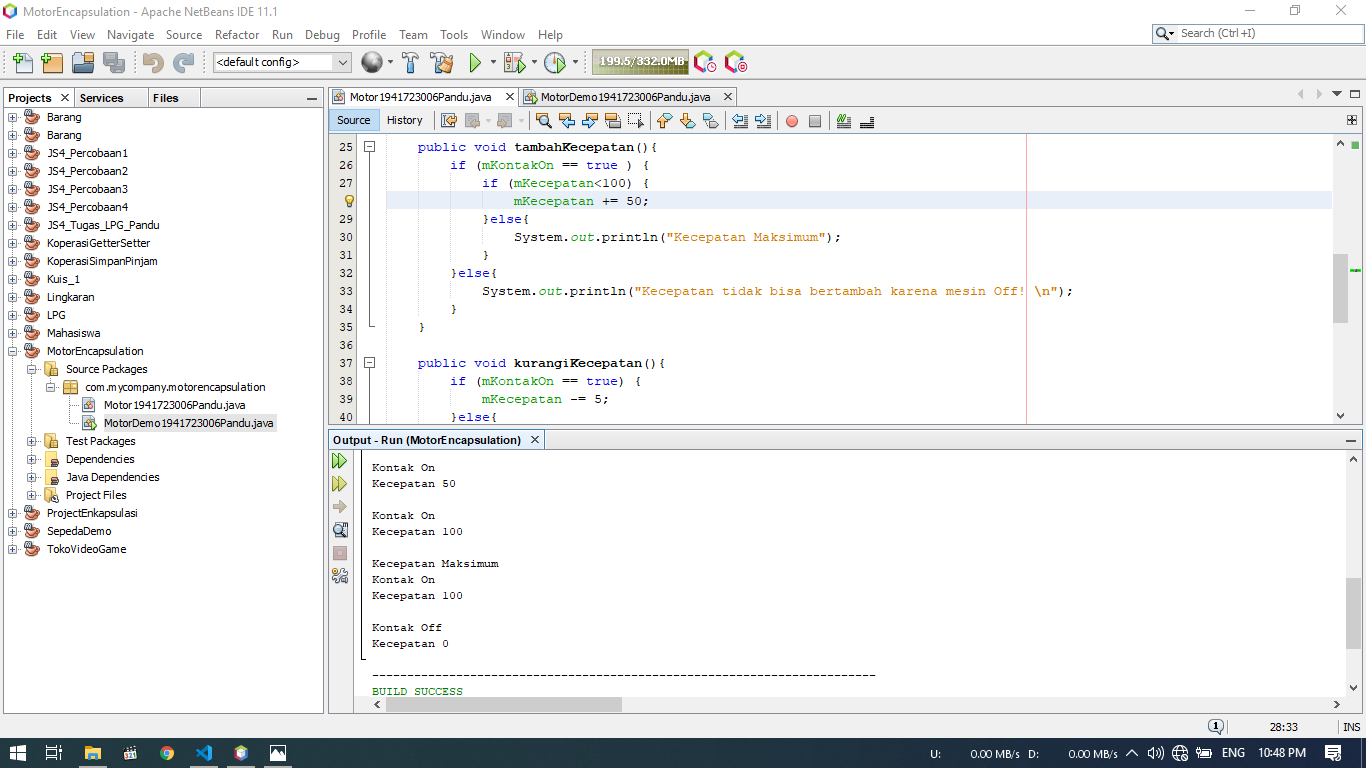 MotorEncapsulation - Apache NetBeans IDE 11.1
File Edit View Navigate Source Refactor Run Debug Profile Team Tools Window Help
Search (Ctrl+I)
<default config>
199.5/332.0MB
Projects Services Files
Barang
Barang
JS4_Percobaan1
JS4_Percobaan2
JS4_Percobaan3
JS4_Percobaan4
JS4_Tugas_LPG_Pandu
KoperasiGetterSetter
KoperasiSimpanPinjam
Kuis_1
Lingkaran
LPG
Mahasiswa
MotorEncapsulation
Source Packages
com.mycompany.motorencapsulation
Motor1941723006Pandu.java
MotorDemo1941723006Pandu.java
Test Packages
Dependencies
Java Dependencies
Project Files
ProjectEnkapsulasi
SepedaDemo
TokoVideoGame
Motor1941723006Pandu.java MotorDemo1941723006Pandu.java
Source History
25 public void tambahKecepatan(){
26 if (mKontakOn == true ) {
27 if (mKecepatan<100) {
mKecepatan += 50;
29 }else{
30 System.out.println("Kecepatan Maksimum");
31 }
32 }else{
33 System.out.println("Kecepatan tidak bisa bertambah karena mesin Off! \n");
34 }
35 }
36
37 public void kurangiKecepatan(){
38 if (mKontakOn == true) {
39 mKecepatan -= 5;
40 }else{
Output - Run (MotorEncapsulation)
Kontak On
Kecepatan 50
Kontak On
Kecepatan 100
Kecepatan Maksimum
Kontak On
Kecepatan 100
Kontak Off
Kecepatan 0
------------------------------------------------------------------------
BUILD SUCCESS
1 28:33 INS
U: 0.00 MB/s D: 0.00 MB/s ENG 10:48 PM